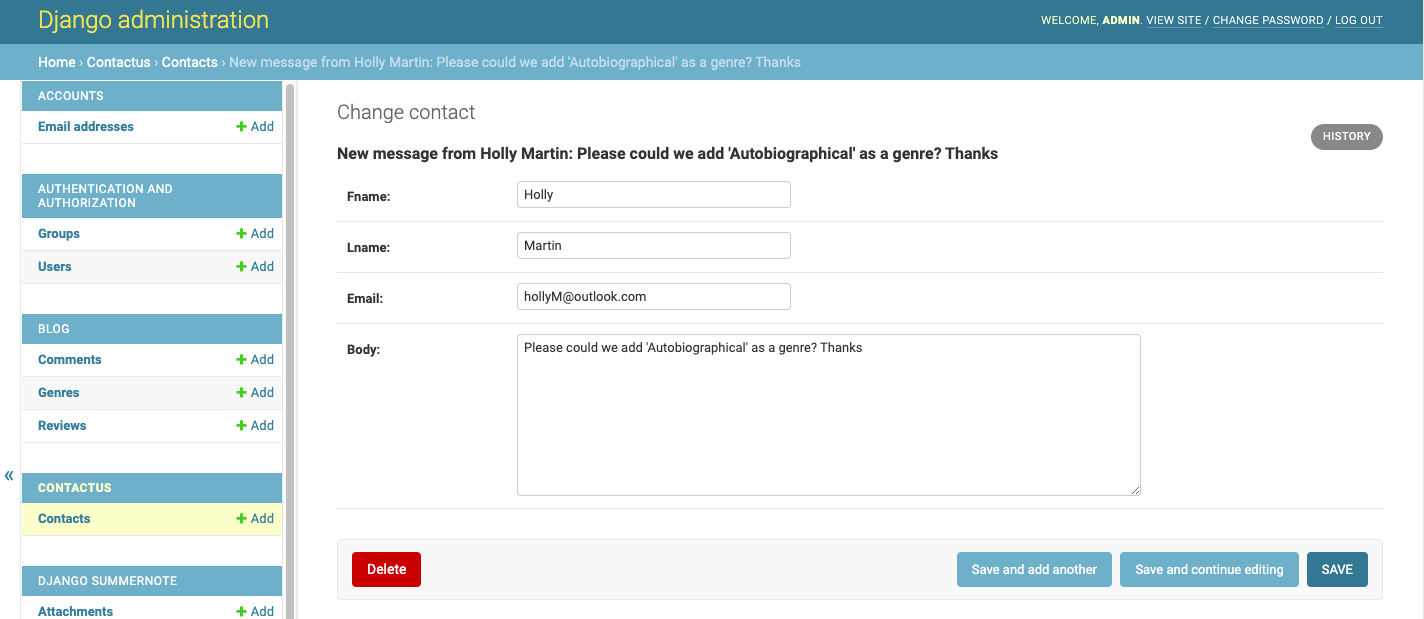 Django administration
WELCOME, ADMIN. VIEW SITE / CHANGE PASSWORD / LOG OUT
Home › Contactus › Contacts › New message from Holly Martin: Please could we add 'Autobiographical' as a genre? Thanks
ACCOUNTS
Email addresses + Add
AUTHENTICATION AND
AUTHORIZATION
Groups + Add
Users + Add
BLOG
Comments + Add
Genres + Add
Reviews + Add
«
CONTACTUS
Contacts + Add
DJANGO SUMMERNOTE
Attachments + Add
Change contact
HISTORY
New message from Holly Martin: Please could we add 'Autobiographical' as a genre? Thanks
Fname: Holly
Lname: Martin
Email: hollyM@outlook.com
Body: Please could we add 'Autobiographical' as a genre? Thanks
Delete Save and add another Save and continue editing SAVE